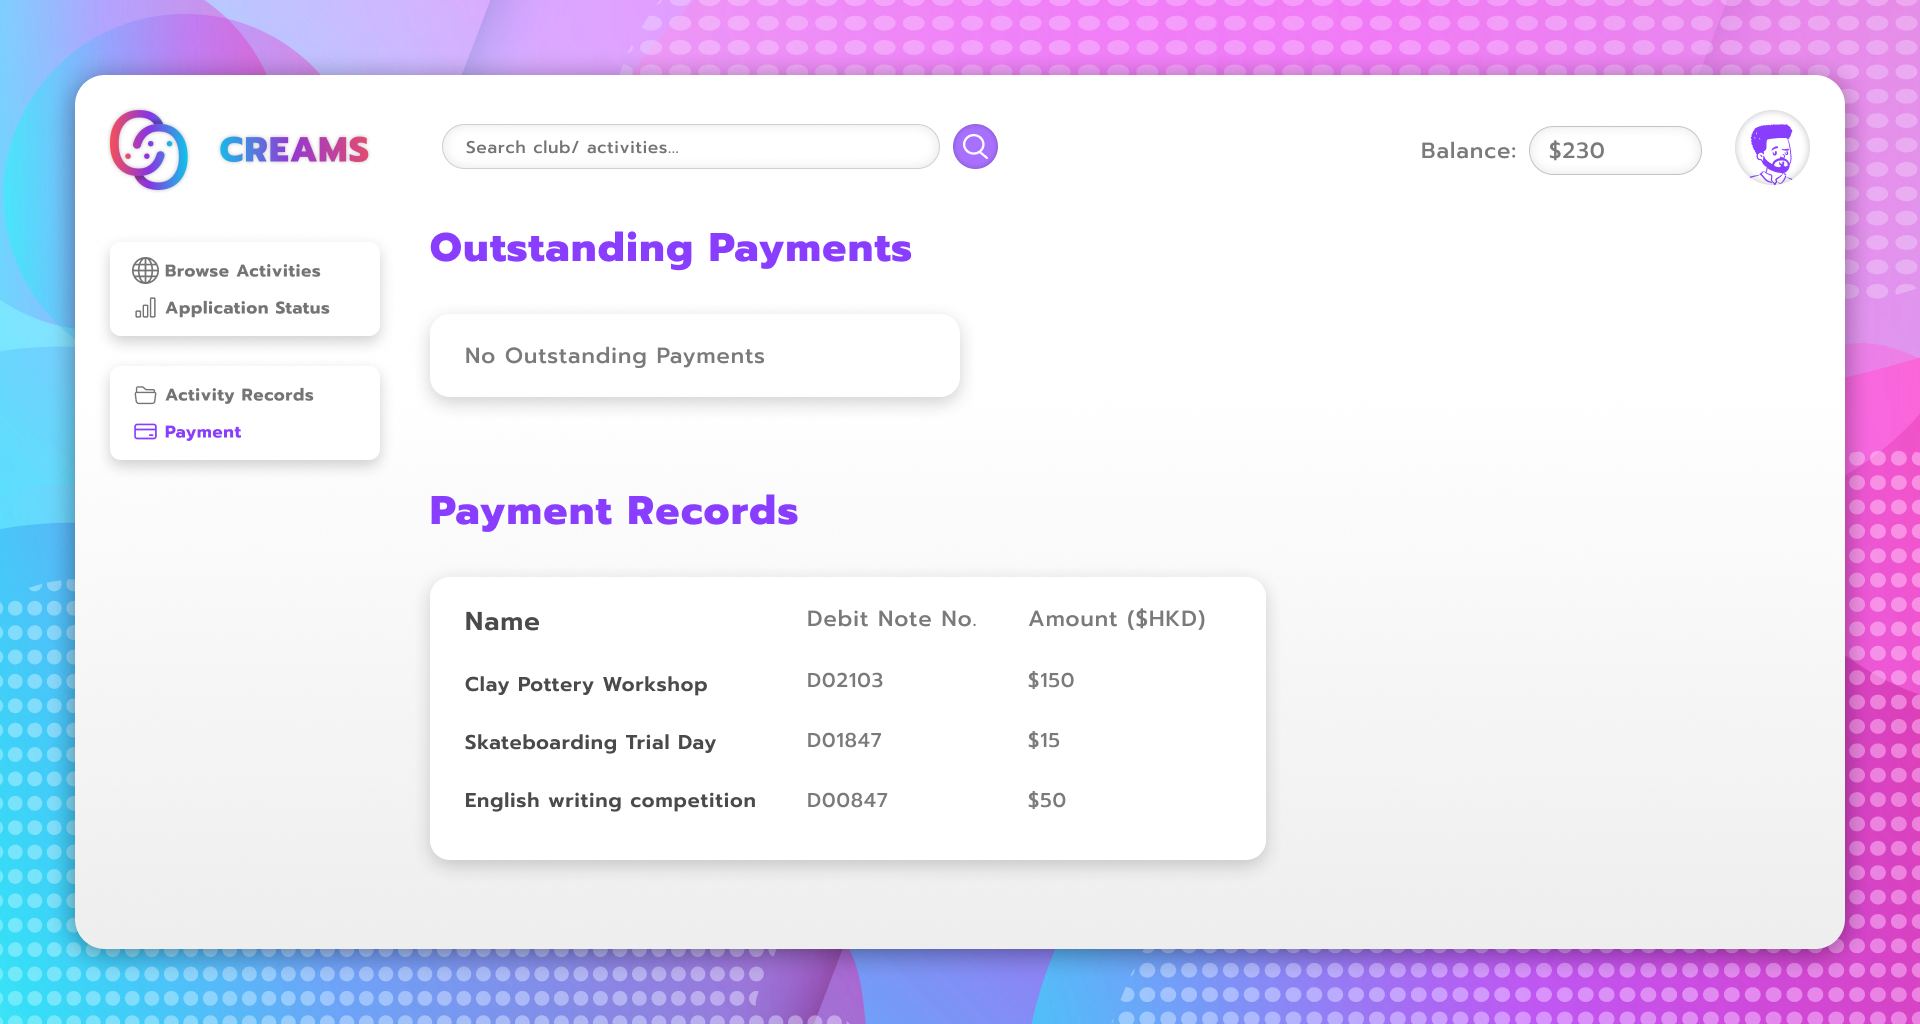 CREAMS
Search club/ activities...
Balance: $230
Browse Activities
Application Status
Activity Records
Payment
Outstanding Payments
No Outstanding Payments
Payment Records
Name Debit Note No. Amount ($HKD)
Clay Pottery Workshop D02103 $150
Skateboarding Trial Day D01847 $15
English writing competition D00847 $50